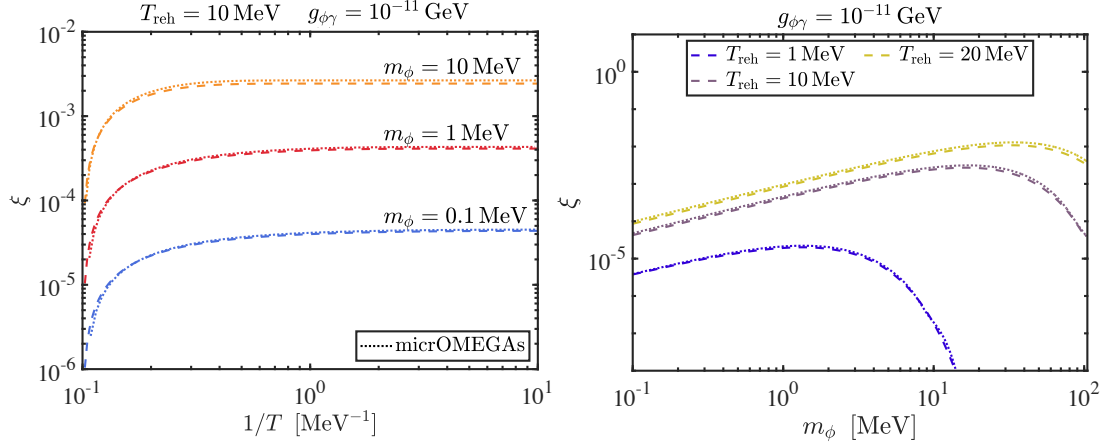 T_reh = 10 MeV g_ϕγ = 10^−11 GeV
10^−2
10^−3
10^−4
10^−5
10^−6
ξ
m_ϕ = 10 MeV
m_ϕ = 1 MeV
m_ϕ = 0.1 MeV
micrOMEGAs
10^−1 10^0 10^1
1/T [MeV^−1]
g_ϕγ = 10^−11 GeV
T_reh = 1 MeV T_reh = 20 MeV
T_reh = 10 MeV
10^0
10^−5
ξ
10^−1 10^0 10^1 10^2
m_ϕ [MeV]